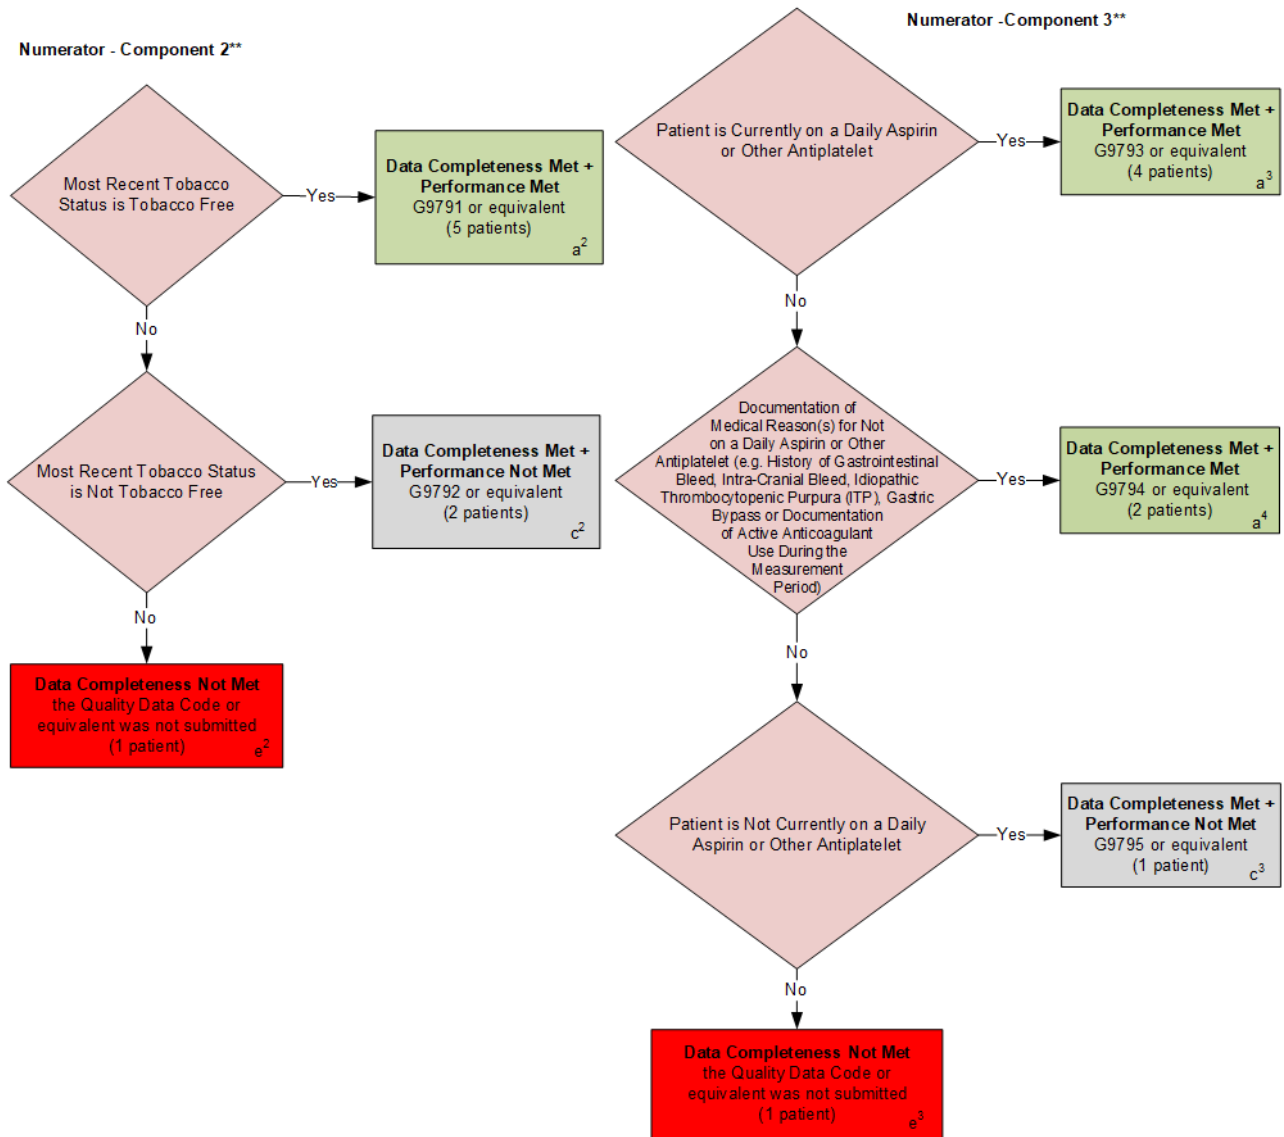 Numerator - Component 2**
Most Recent Tobacco
Status is Tobacco Free
Yes
Data Completeness Met +
Performance Met
G9791 or equivalent
(5 patients)
a²
No
Most Recent Tobacco Status
is Not Tobacco Free
Yes
Data Completeness Met +
Performance Not Met
G9792 or equivalent
(2 patients)
c²
No
Data Completeness Not Met
the Quality Data Code or
equivalent was not submitted
(1 patient)
e²
Numerator -Component 3**
Patient is Currently on a Daily Aspirin
or Other Antiplatelet
Yes
Data Completeness Met +
Performance Met
G9793 or equivalent
(4 patients)
a³
No
Documentation of
Medical Reason(s) for Not
on a Daily Aspirin or Other
Antiplatelet (e.g. History of Gastrointestinal
Bleed, Intra-Cranial Bleed, Idiopathic
Thrombocytopenic Purpura (ITP), Gastric
Bypass or Documentation
of Active Anticoagulant
Use During the
Measurement
Period)
Yes
Data Completeness Met +
Performance Met
G9794 or equivalent
(2 patients)
a⁴
No
Patient is Not Currently on a Daily
Aspirin or Other Antiplatelet
Yes
Data Completeness Met +
Performance Not Met
G9795 or equivalent
(1 patient)
c³
No
Data Completeness Not Met
the Quality Data Code or
equivalent was not submitted
(1 patient)
e³